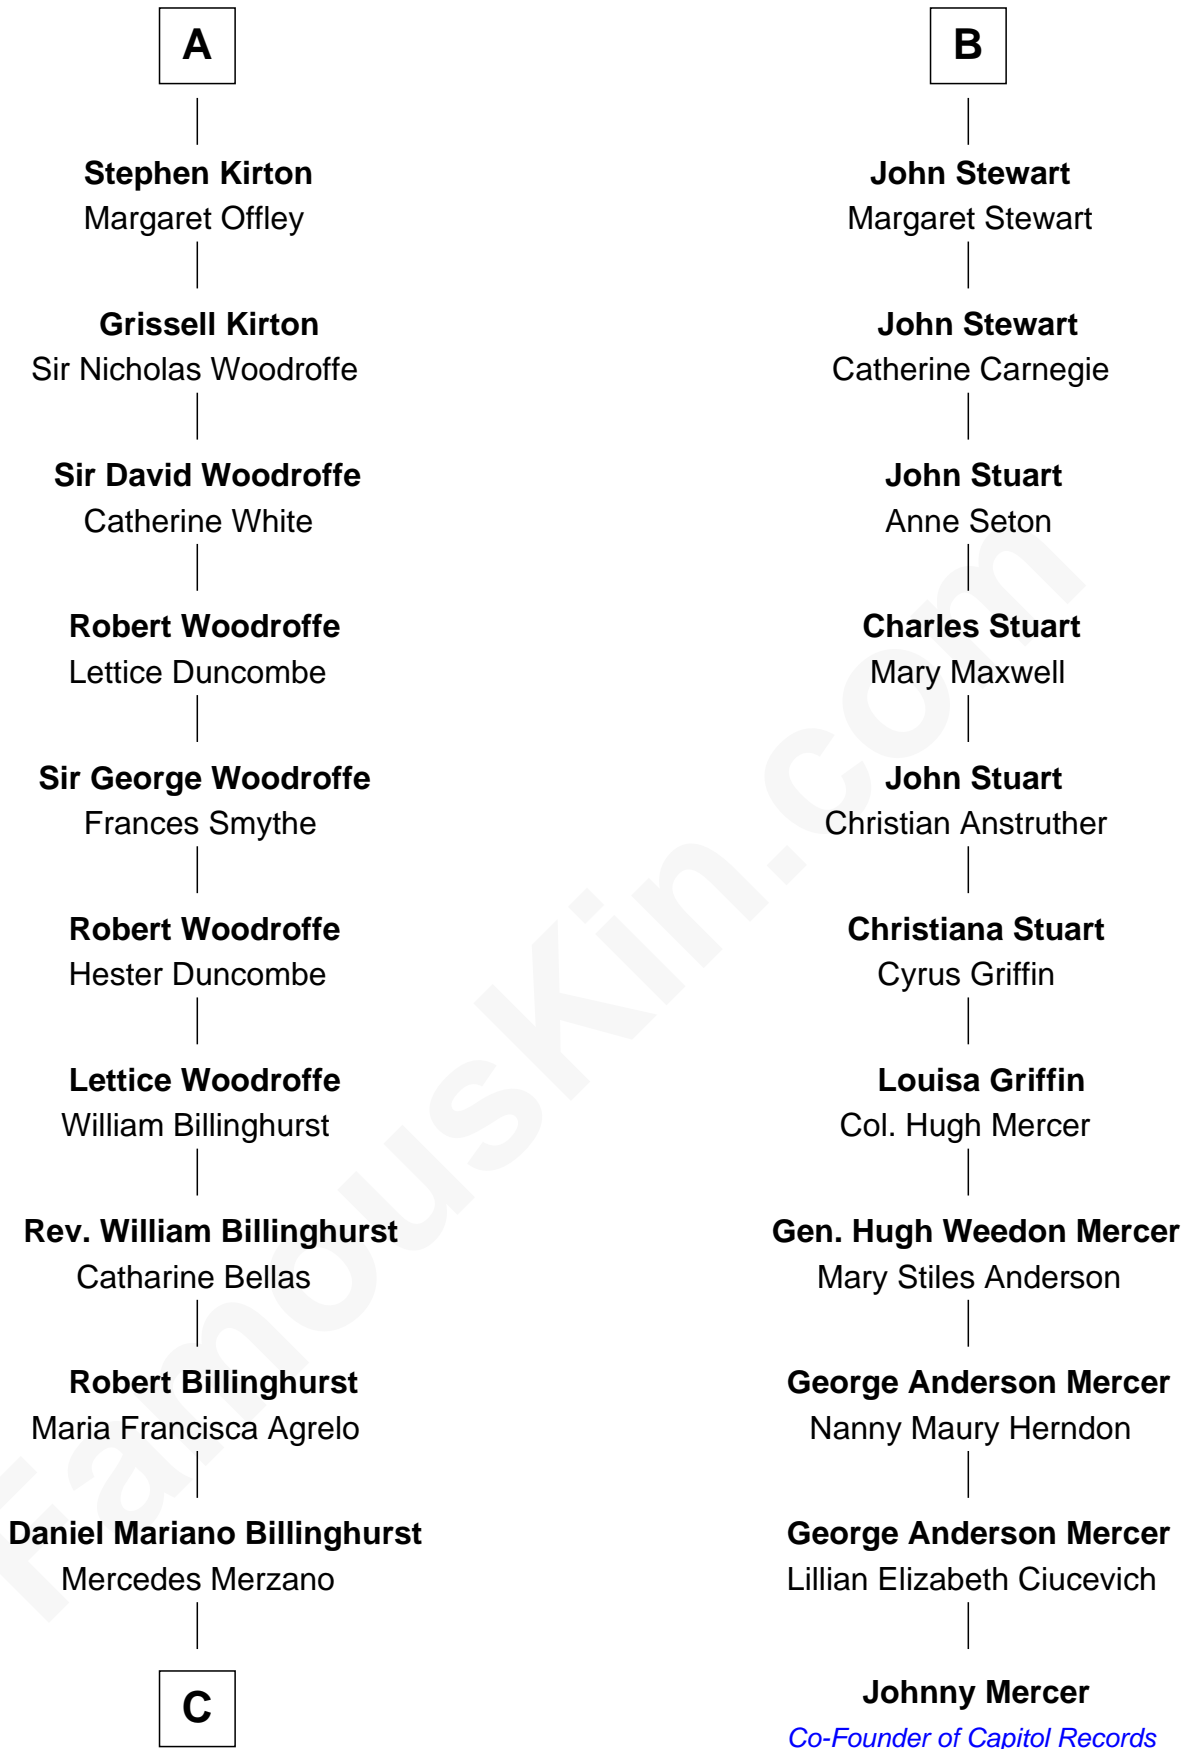 A
Stephen Kirton
Margaret Offley
Grissell Kirton
Sir Nicholas Woodroffe
Sir David Woodroffe
Catherine White
Robert Woodroffe
Lettice Duncombe
Sir George Woodroffe
Frances Smythe
Robert Woodroffe
Hester Duncombe
Lettice Woodroffe
William Billinghurst
Rev. William Billinghurst
Catharine Bellas
Robert Billinghurst
Maria Francisca Agrelo
Daniel Mariano Billinghurst
Mercedes Merzano
C
B
John Stewart
Margaret Stewart
John Stewart
Catherine Carnegie
John Stuart
Anne Seton
Charles Stuart
Mary Maxwell
John Stuart
Christian Anstruther
Christiana Stuart
Cyrus Griffin
Louisa Griffin
Col. Hugh Mercer
Gen. Hugh Weedon Mercer
Mary Stiles Anderson
George Anderson Mercer
Nanny Maury Herndon
George Anderson Mercer
Lillian Elizabeth Ciucevich
Johnny Mercer
Co-Founder of Capitol Records
FamousKin.com